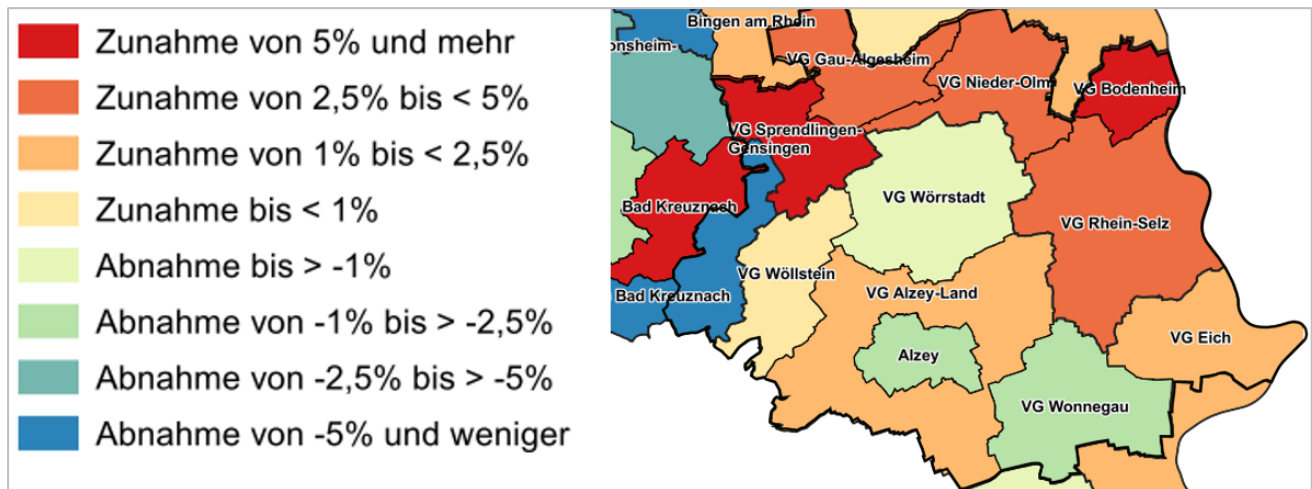 Zunahme von 5% und mehr
Zunahme von 2,5% bis < 5%
Zunahme von 1% bis < 2,5%
Zunahme bis < 1%
Abnahme bis > -1%
Abnahme von -1% bis > -2,5%
Abnahme von -2,5% bis > -5%
Abnahme von -5% und weniger
Bingen am Rhein
onsheim-
VG Gau-Algesheim
VG Nieder-Olm
VG Bodenheim
VG Sprendlingen-
Gensingen
VG Wörrstadt
Bad Kreuznach
VG Rhein-Selz
VG Wöllstein
Bad Kreuznach
VG Alzey-Land
VG Eich
Alzey
VG Wonnegau